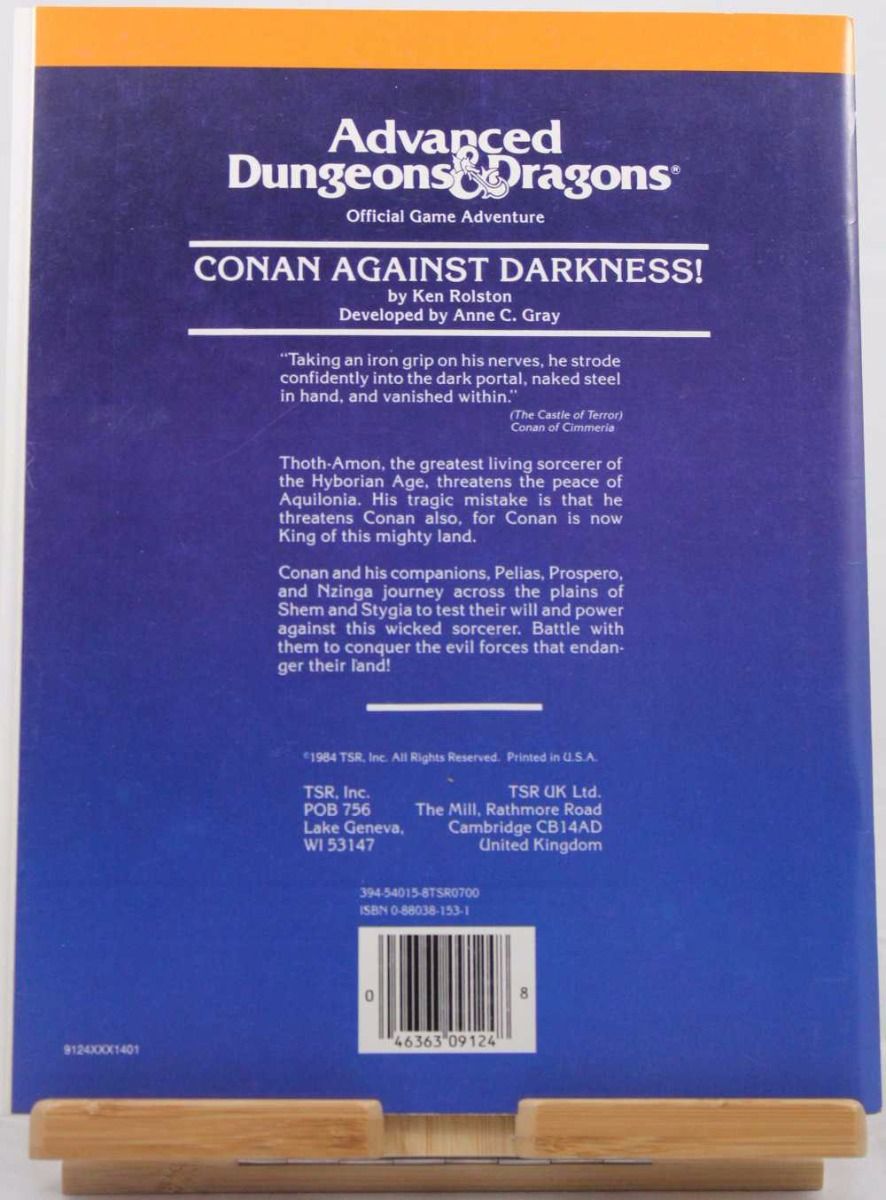 Advanced
Dungeons & Dragons®
Official Game Adventure
CONAN AGAINST DARKNESS!
by Ken Rolston
Developed by Anne C. Gray
"Taking an iron grip on his nerves, he strode
confidently into the dark portal, naked steel
in hand, and vanished within."
(The Castle of Terror)
Conan of Cimmeria
Thoth-Amon, the greatest living sorcerer of
the Hyborian Age, threatens the peace of
Aquilonia. His tragic mistake is that he
threatens Conan also, for Conan is now
King of this mighty land.
Conan and his companions, Pelias, Prospero,
and Nzinga journey across the plains of
Shem and Stygia to test their will and power
against this wicked sorcerer. Battle with
them to conquer the evil forces that endan-
ger their land!
©1984 TSR, Inc. All Rights Reserved. Printed in U.S.A.
TSR, Inc.
POB 756
Lake Geneva,
WI 53147
TSR UK Ltd.
The Mill, Rathmore Road
Cambridge CB14AD
United Kingdom
394-54015-8TSR0700
ISBN 0-88038-153-1
0 46363 09124 8
9124XXX1401